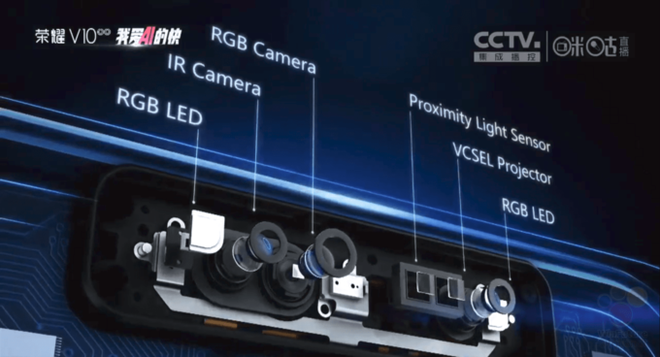 荣耀 V10 我爱AI的快
CCTV.
集成播控
咪咕直播
RGB Camera
IR Camera
RGB LED
Proximity Light Sensor
VCSEL Projector
RGB LED